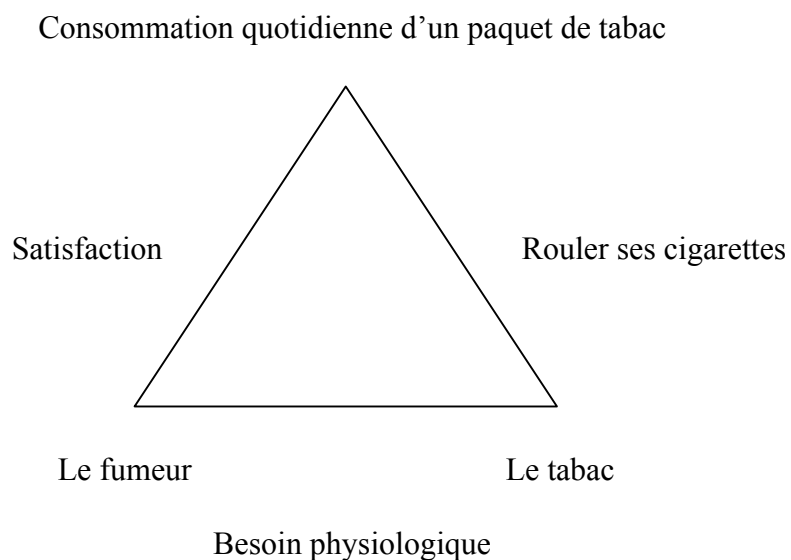 Consommation quotidienne d’un paquet de tabac
Satisfaction
Rouler ses cigarettes
Le fumeur
Le tabac
Besoin physiologique